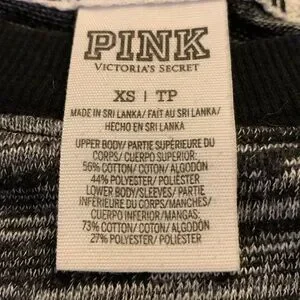 PINK
VICTORIA'S SECRET
XS | TP
MADE IN SRI LANKA/ FAIT AU SRI LANKA/
HECHO EN SRI LANKA
UPPER BODY/ PARTIE SUPÉRIEURE DU
CORPS/ CUERPO SUPERIOR:
56% COTTON/ COTON/ ALGODÓN
44% POLYESTER/ POLIÉSTER
LOWER BODY/SLEEVES/ PARTIE
INFÉRIEURE DU CORPS/MANCHES/
CUERPO INFERIOR/MANGAS:
73% COTTON/ COTON/ ALGODÓN
27% POLYESTER/ POLIÉSTER